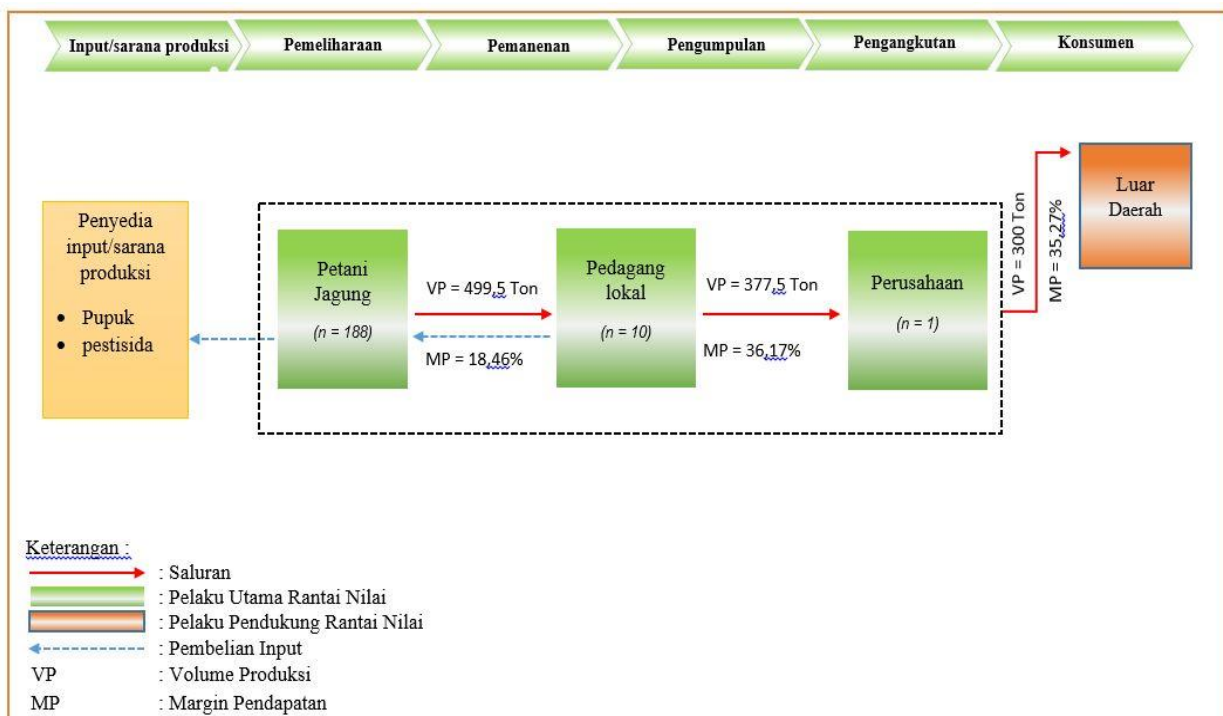 Input/sarana produksi
Pemeliharaan
Pemanenan
Pengumpulan
Pengangkutan
Konsumen
Penyedia
input/sarana
produksi
• Pupuk
• pestisida
Petani
Jagung
(n = 188)
VP = 499,5 Ton
MP = 18,46%
Pedagang
lokal
(n = 10)
VP = 377,5 Ton
MP = 36,17%
Perusahaan
(n = 1)
VP = 300 Ton
MP = 35,27%
Luar
Daerah
Keterangan :
: Saluran
: Pelaku Utama Rantai Nilai
: Pelaku Pendukung Rantai Nilai
: Pembelian Input
VP : Volume Produksi
MP : Margin Pendapatan